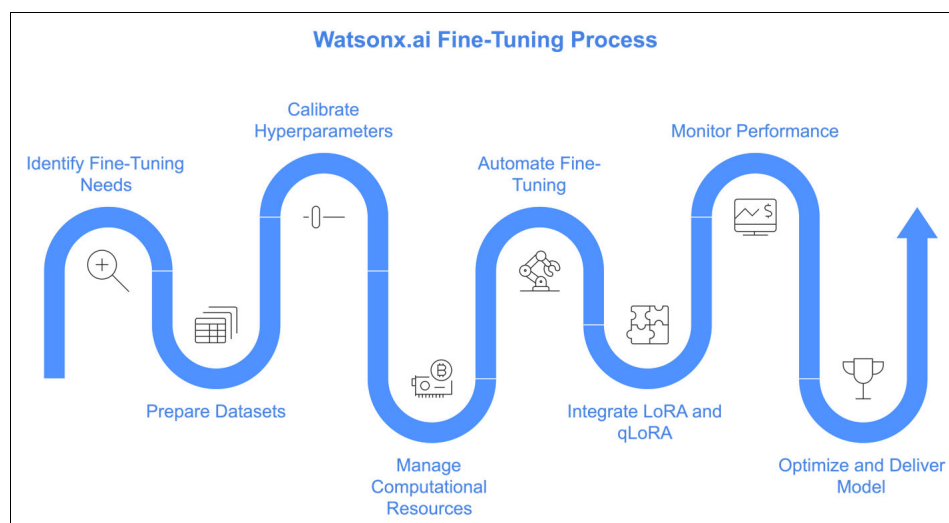 Watsonx.ai Fine-Tuning Process
Identify Fine-Tuning
Needs
Prepare Datasets
Calibrate
Hyperparameters
Manage
Computational
Resources
Automate Fine-
Tuning
Integrate LoRA and
qLoRA
Monitor Performance
Optimize and Deliver
Model